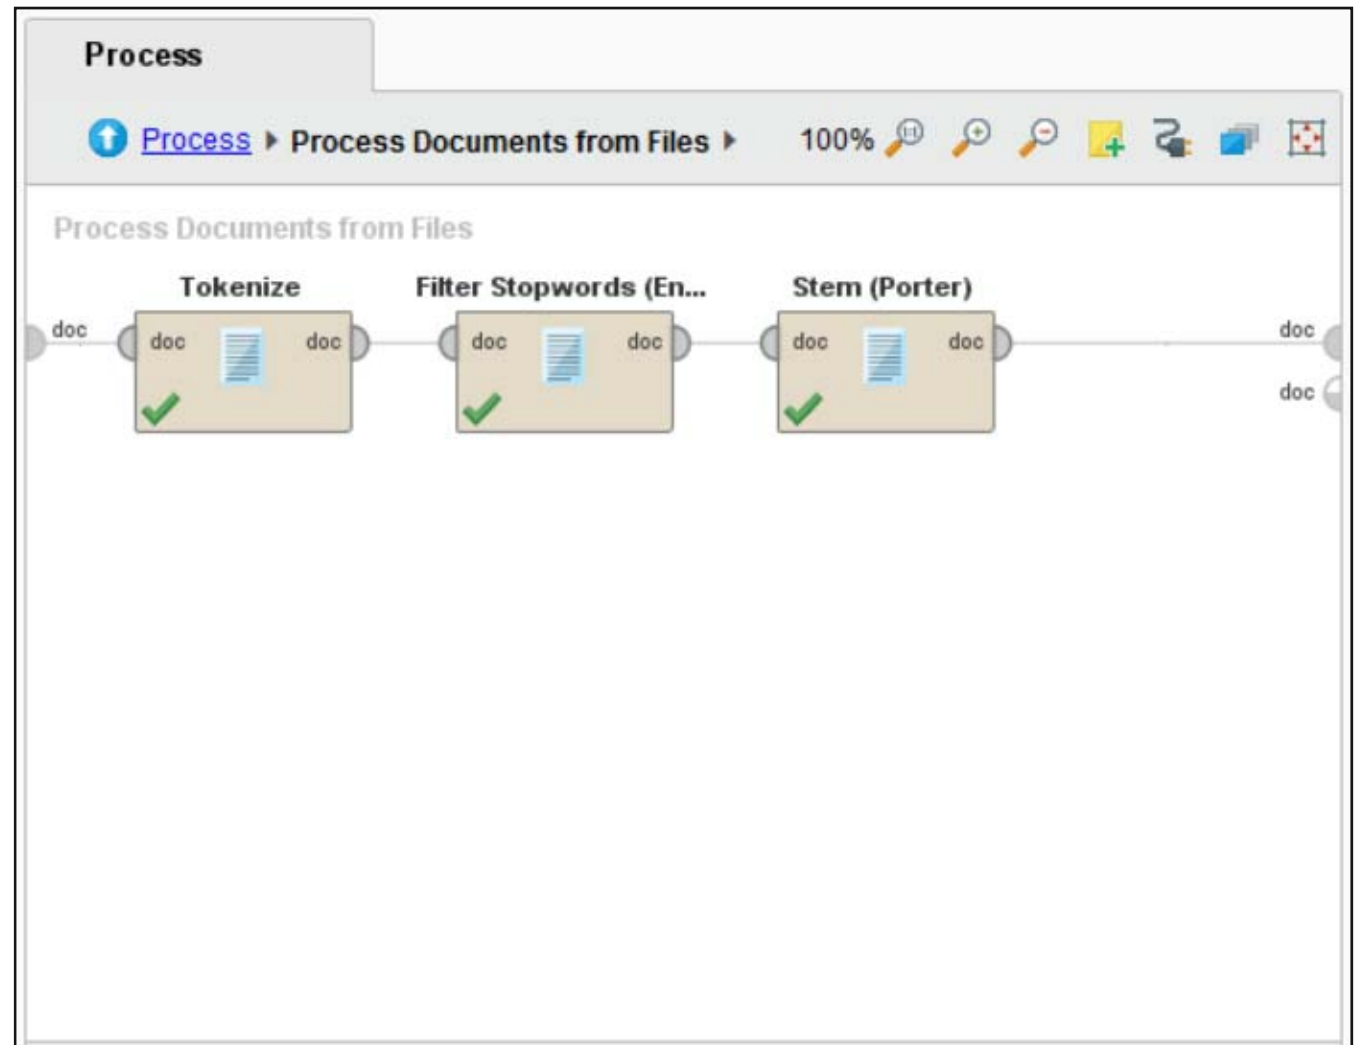 Process
Process Process Documents from Files 100%
Process Documents from Files
Tokenize Filter Stopwords (En... Stem (Porter)
doc doc doc doc doc doc doc doc
doc